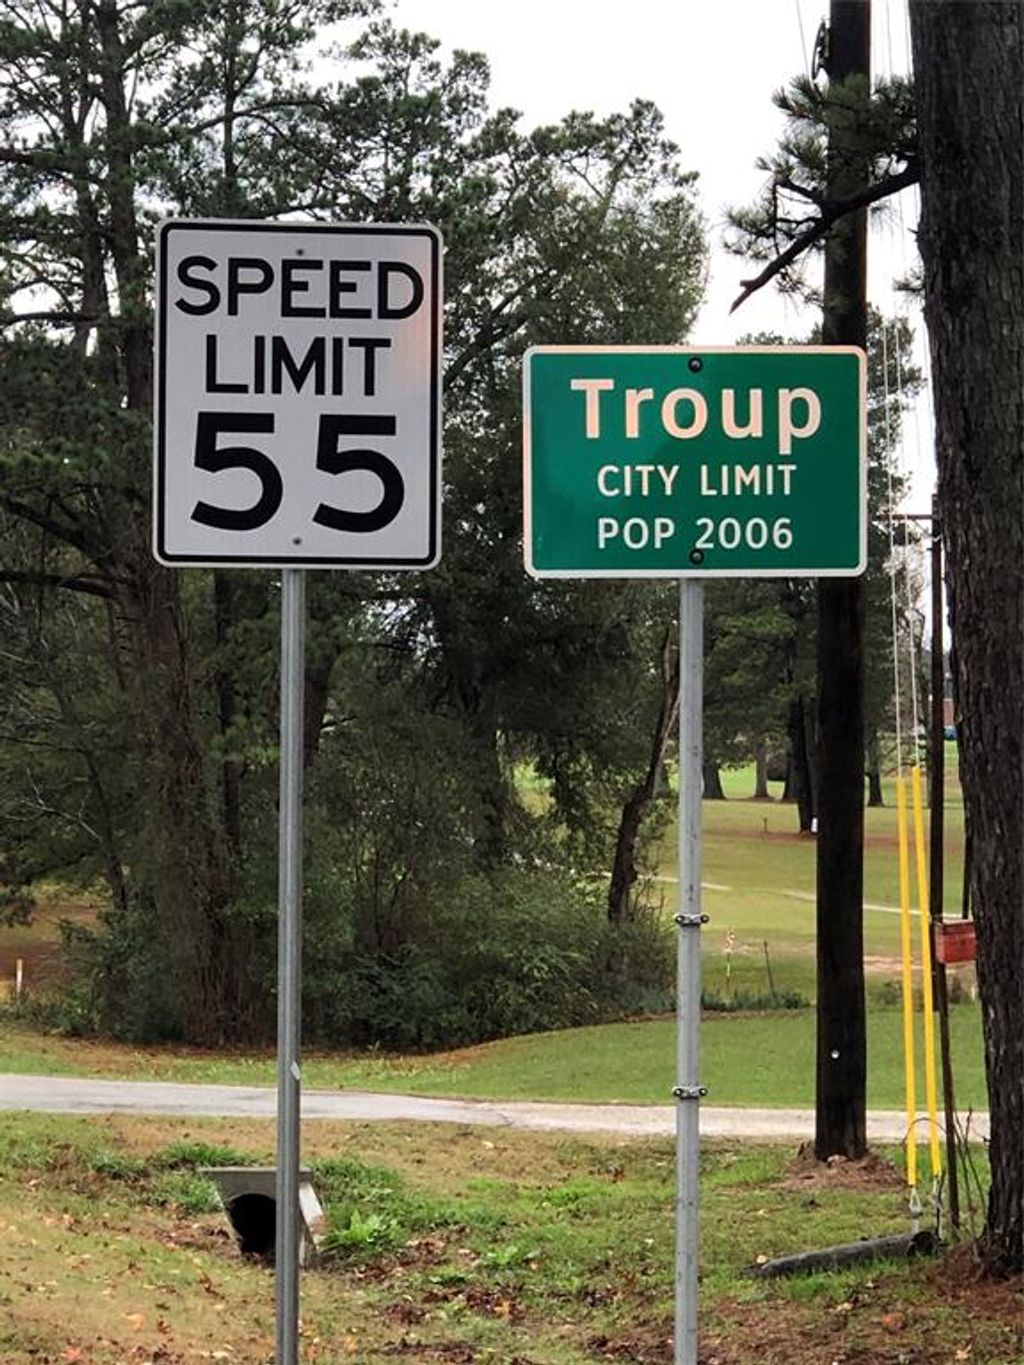 SPEED
LIMIT
55
Troup
CITY LIMIT
POP 2006